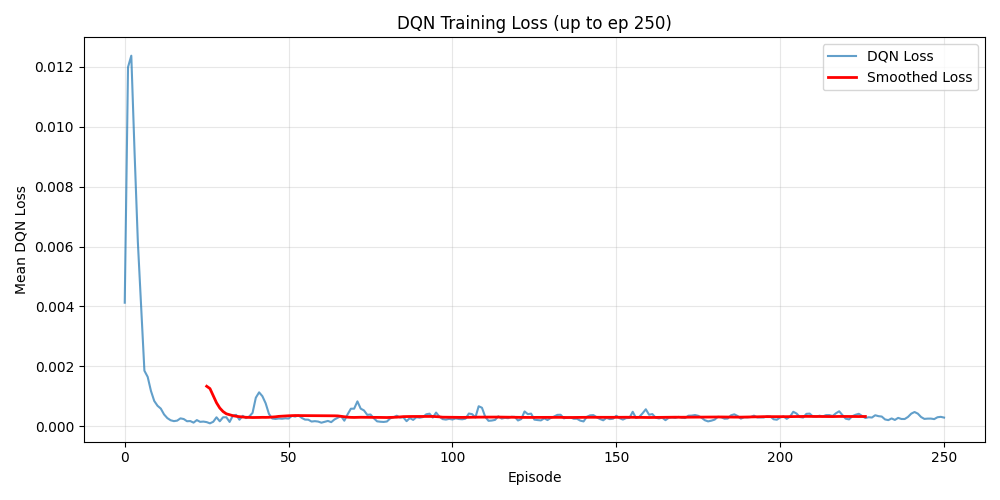 DQN Training Loss (up to ep 250)
DQN Loss
Smoothed Loss
Mean DQN Loss
0.012
0.010
0.008
0.006
0.004
0.002
0.000
0 50 100 150 200 250
Episode